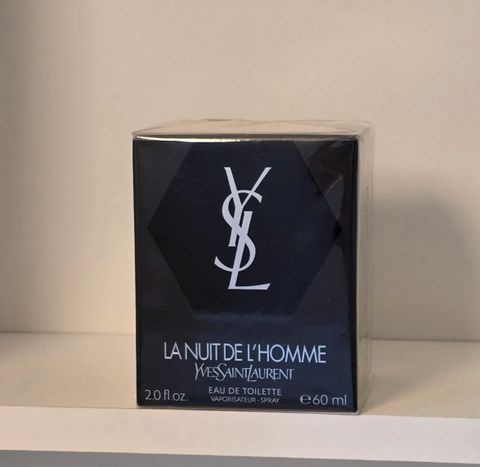 YSL
LA NUIT DE L'HOMME
YVESSAINTLAURENT
EAU DE TOILETTE
VAPORISATEUR - SPRAY
2.0 fl.oz. ℮60 ml